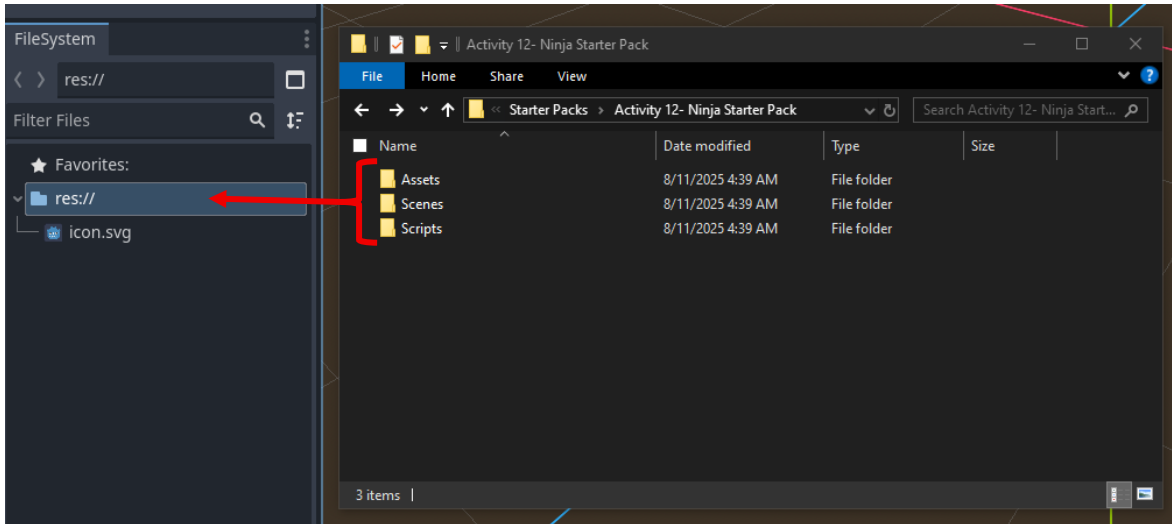 FileSystem
res://
Filter Files
Favorites:
res://
icon.svg
Activity 12- Ninja Starter Pack
File Home Share View
« Starter Packs > Activity 12- Ninja Starter Pack
Search Activity 12- Ninja Start...
Name Date modified Type Size
Assets 8/11/2025 4:39 AM File folder
Scenes 8/11/2025 4:39 AM File folder
Scripts 8/11/2025 4:39 AM File folder
3 items